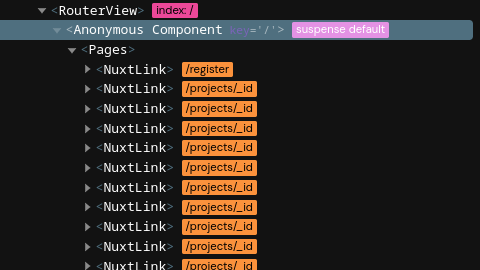 <RouterView> index: /
<Anonymous Component key='/'> suspense default
<Pages>
<NuxtLink> /register
<NuxtLink> /projects/_id
<NuxtLink> /projects/_id
<NuxtLink> /projects/_id
<NuxtLink> /projects/_id
<NuxtLink> /projects/_id
<NuxtLink> /projects/_id
<NuxtLink> /projects/_id
<NuxtLink> /projects/_id
<NuxtLink> /projects/_id
<NuxtLink> /projects/_id